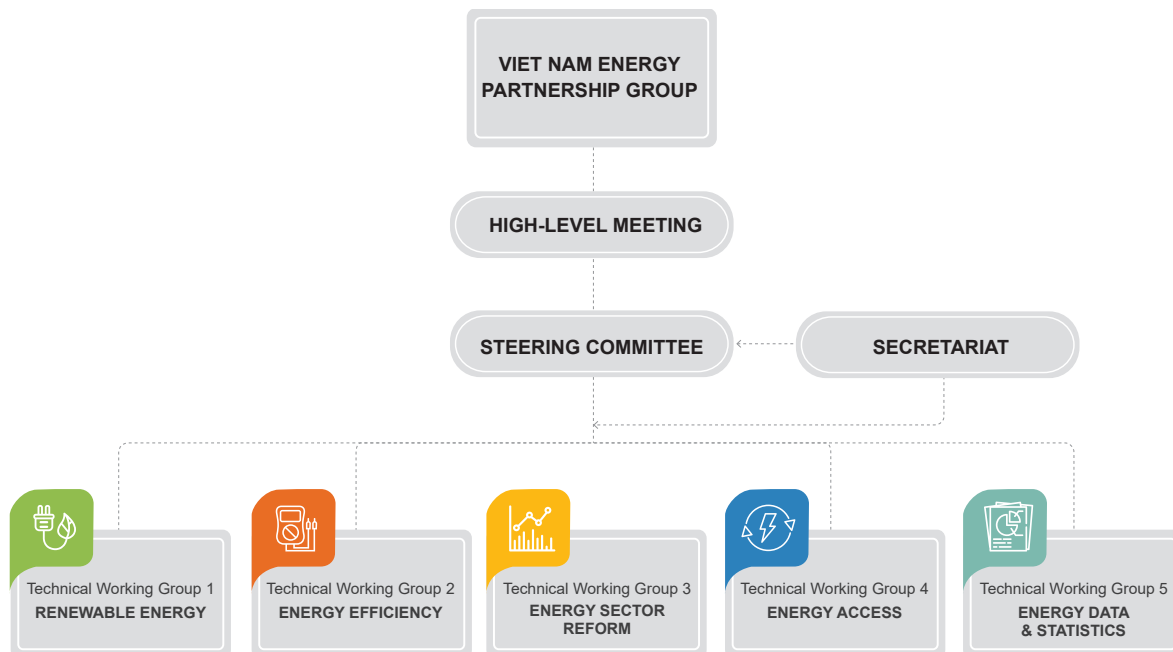 VIET NAM ENERGY
PARTNERSHIP GROUP
HIGH-LEVEL MEETING
STEERING COMMITTEE
SECRETARIAT
Technical Working Group 1
RENEWABLE ENERGY
Technical Working Group 2
ENERGY EFFICIENCY
Technical Working Group 3
ENERGY SECTOR
REFORM
Technical Working Group 4
ENERGY ACCESS
Technical Working Group 5
ENERGY DATA
& STATISTICS